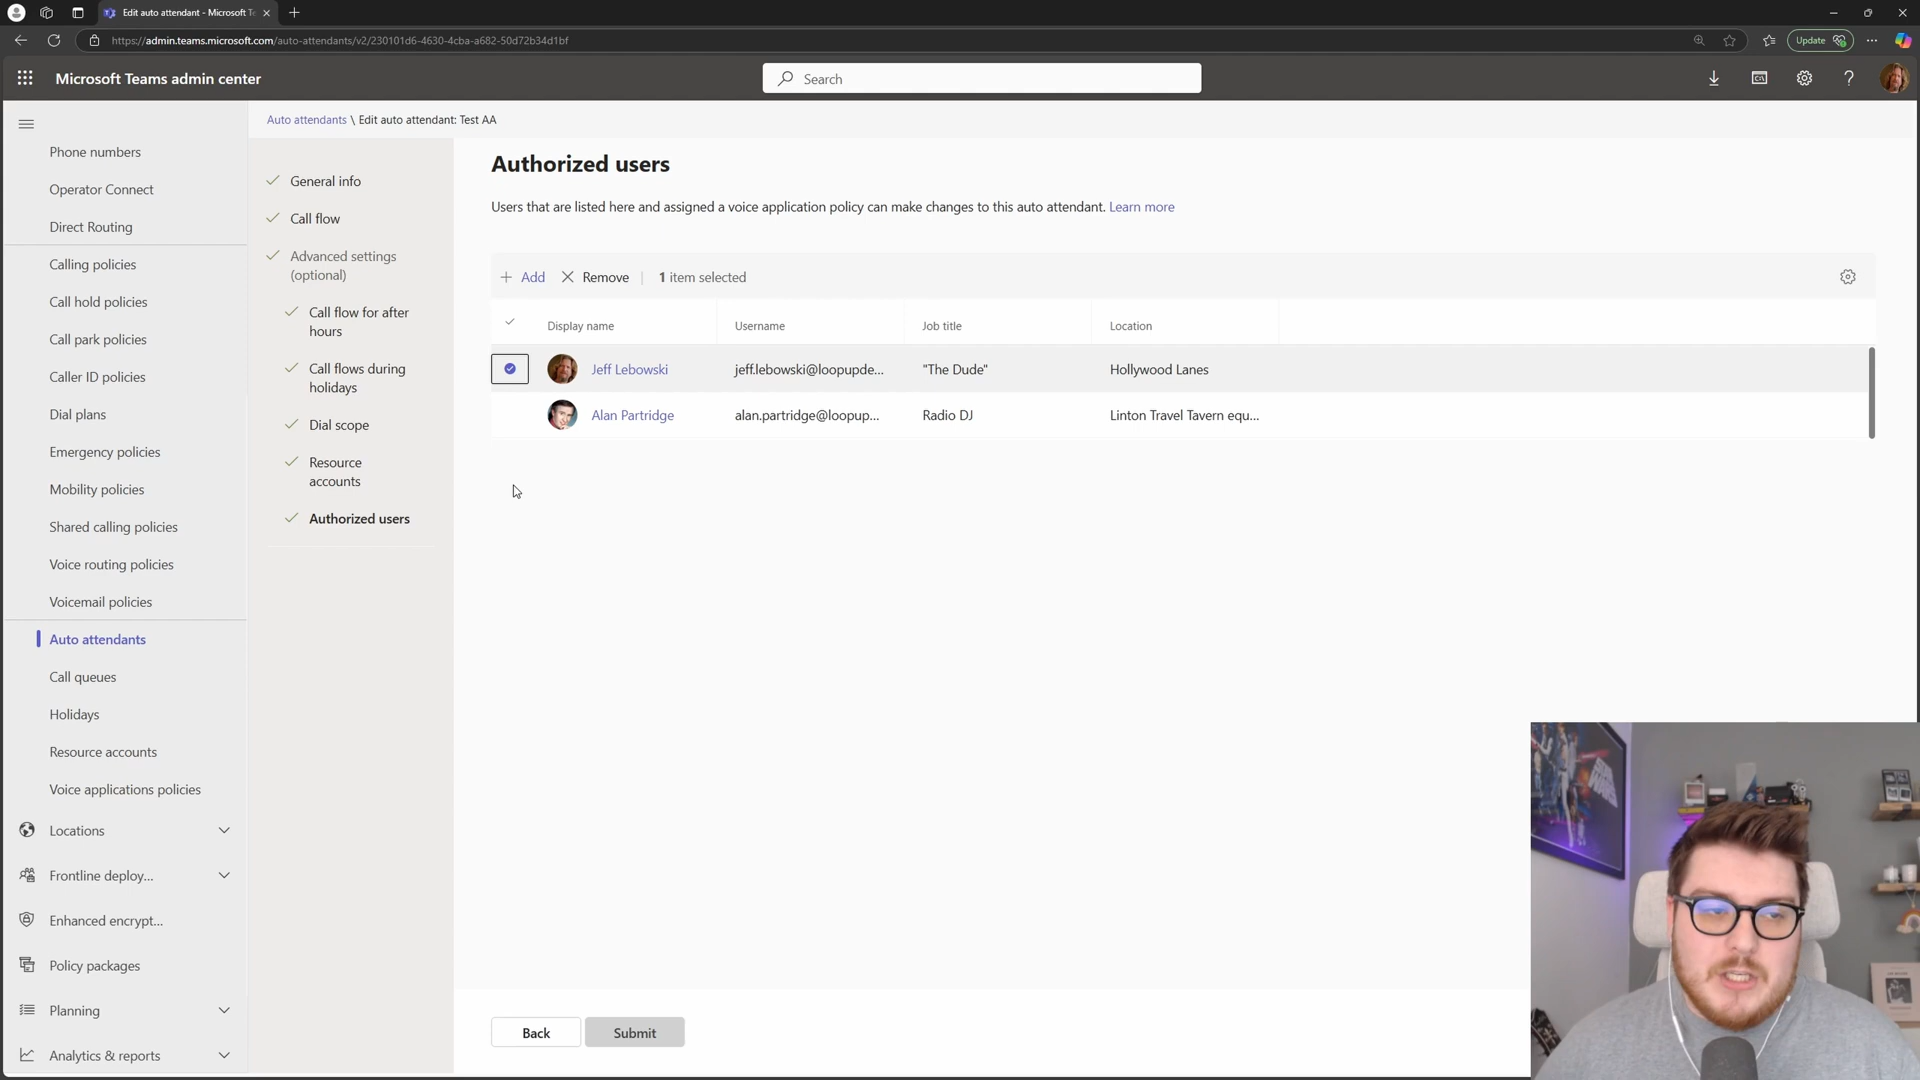 Edit auto attendant - Microsoft Te
https://admin.teams.microsoft.com/auto-attendants/v2/230101d6-4630-4cba-a682-50d72b34d1bf
Update
Microsoft Teams admin center
Search
Phone numbers
Operator Connect
Direct Routing
Calling policies
Call hold policies
Call park policies
Caller ID policies
Dial plans
Emergency policies
Mobility policies
Shared calling policies
Voice routing policies
Voicemail policies
Auto attendants
Call queues
Holidays
Resource accounts
Voice applications policies
Locations
Frontline deploy...
Enhanced encrypt...
Policy packages
Planning
Analytics & reports
Auto attendants \ Edit auto attendant: Test AA
General info
Call flow
Advanced settings
(optional)
Call flow for after
hours
Call flows during
holidays
Dial scope
Resource
accounts
Authorized users
Authorized users
Users that are listed here and assigned a voice application policy can make changes to this auto attendant. Learn more
Add Remove 1 item selected
Display name Username Job title Location
Jeff Lebowski jeff.lebowski@loopupde... "The Dude" Hollywood Lanes
Alan Partridge alan.partridge@loopup... Radio DJ Linton Travel Tavern equ...
Back Submit
STAR WARS